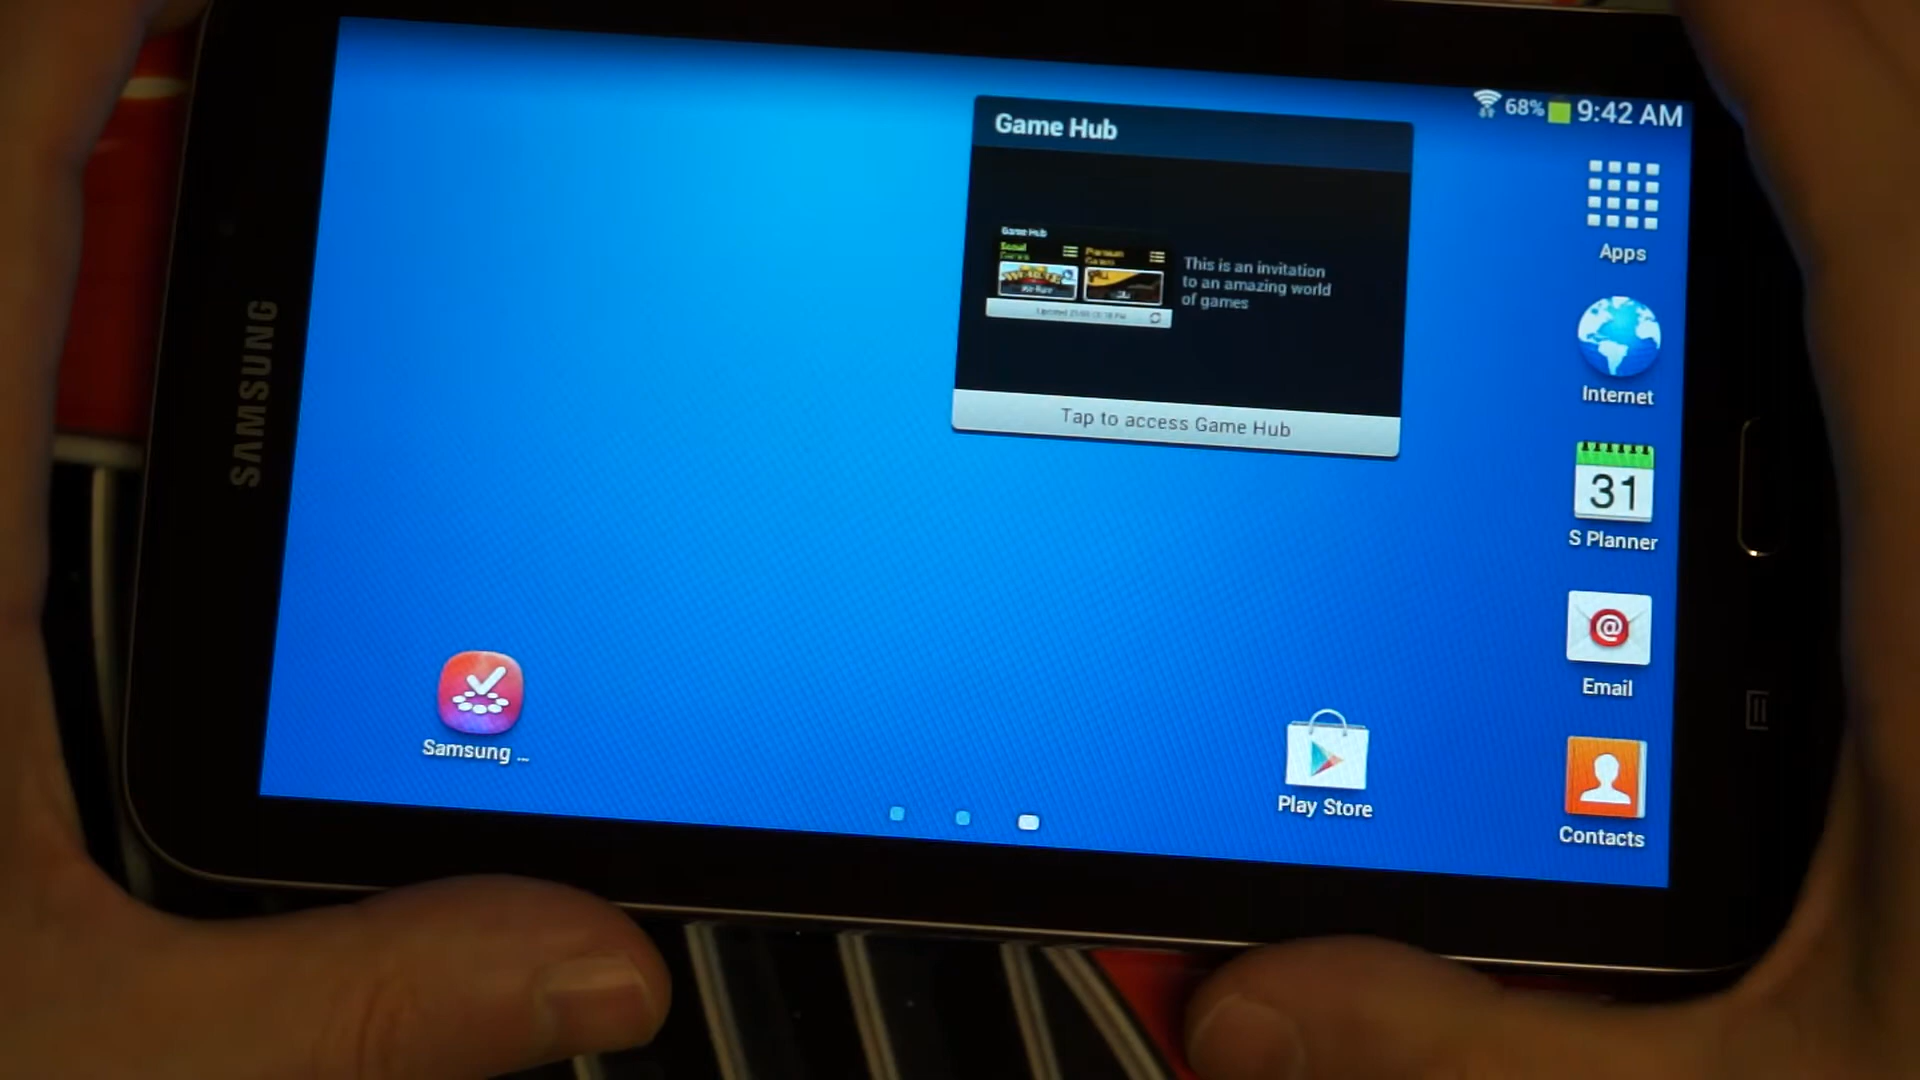 68% 9:42 AM
Game Hub
Game Hub
This is an invitation
to an amazing world
of games
Tap to access Game Hub
Apps
Internet
31
S Planner
@
Email
Contacts
Play Store
Samsung ...
SAMSUNG